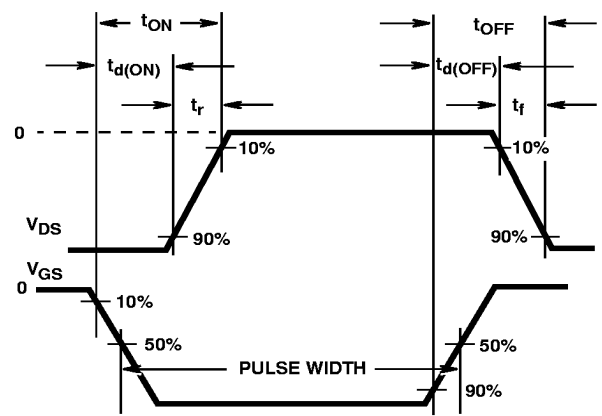 tON tOFF
td(ON) td(OFF)
tr tf
0
10% 10%
VDS 90% 90%
VGS
0
10%
50% 50%
PULSE WIDTH
90%